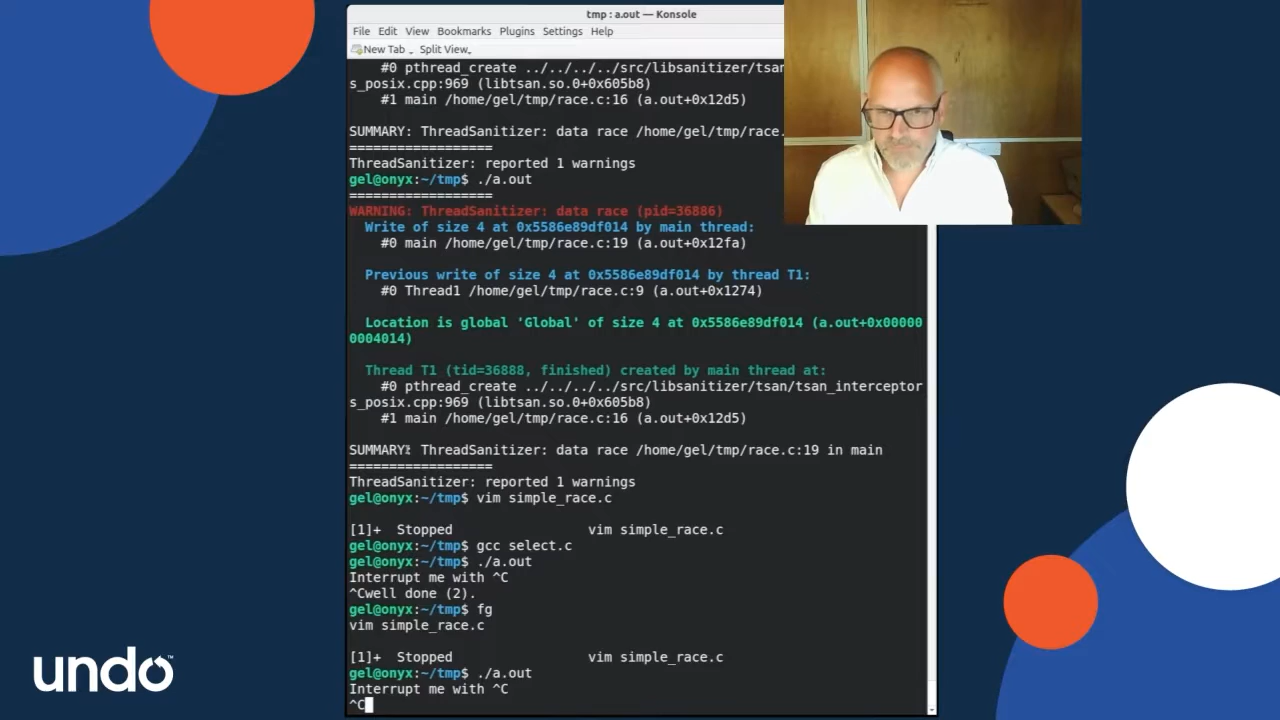 tmp : a.out — Konsole
File Edit View Bookmarks Plugins Settings Help
New Tab Split View
#0 pthread_create ../../../../src/libsanitizer/tsan
s_posix.cpp:969 (libtsan.so.0+0x605b8)
#1 main /home/gel/tmp/race.c:16 (a.out+0x12d5)
SUMMARY: ThreadSanitizer: data race /home/gel/tmp/race.
==================
ThreadSanitizer: reported 1 warnings
gel@onyx:~/tmp$ ./a.out
==================
WARNING: ThreadSanitizer: data race (pid=36886)
Write of size 4 at 0x5586e89df014 by main thread:
#0 main /home/gel/tmp/race.c:19 (a.out+0x12fa)
Previous write of size 4 at 0x5586e89df014 by thread T1:
#0 Thread1 /home/gel/tmp/race.c:9 (a.out+0x1274)
Location is global 'Global' of size 4 at 0x5586e89df014 (a.out+0x00000
0004014)
Thread T1 (tid=36888, finished) created by main thread at:
#0 pthread_create ../../../../src/libsanitizer/tsan/tsan_interceptor
s_posix.cpp:969 (libtsan.so.0+0x605b8)
#1 main /home/gel/tmp/race.c:16 (a.out+0x12d5)
SUMMARY: ThreadSanitizer: data race /home/gel/tmp/race.c:19 in main
==================
ThreadSanitizer: reported 1 warnings
gel@onyx:~/tmp$ vim simple_race.c
[1]+ Stopped vim simple_race.c
gel@onyx:~/tmp$ gcc select.c
gel@onyx:~/tmp$ ./a.out
Interrupt me with ^C
^Cwell done (2).
gel@onyx:~/tmp$ fg
vim simple_race.c
[1]+ Stopped vim simple_race.c
gel@onyx:~/tmp$ ./a.out
Interrupt me with ^C
^C
undo™